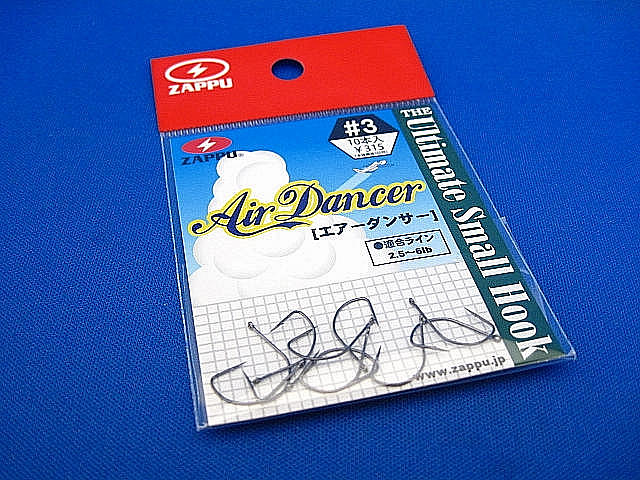 ZAPPU
#3
10本入
¥315
ZAPPU®
Air Dancer
[エアーダンサー]
●適合ライン
2.5〜6lb
THE Ultimate Small Hook
www.zappu.jp